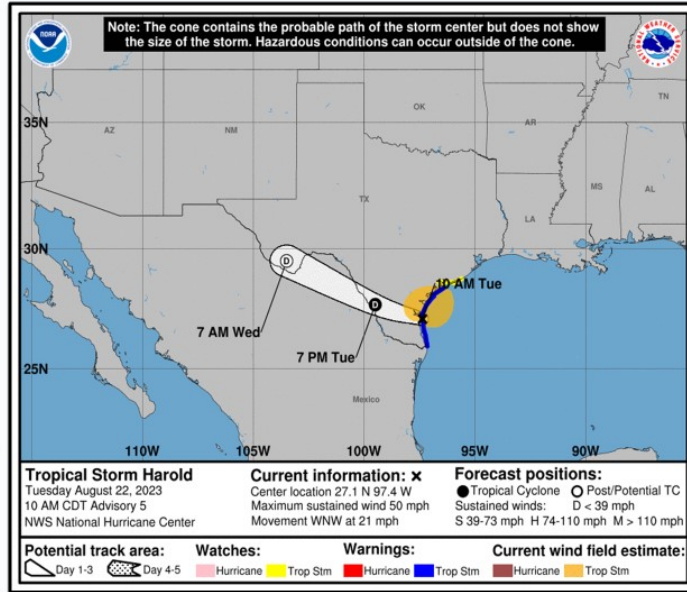 Note: The cone contains the probable path of the storm center but does not show
the size of the storm. Hazardous conditions can occur outside of the cone.
NOAA
35N
30N
25N
AZ
NM
OK
AR
TN
TX
LA
MS
AL
Mexico
D
7 AM Wed
D
7 PM Tue
10 AM Tue
110W
105W
100W
95W
90W
Tropical Storm Harold
Tuesday August 22, 2023
10 AM CDT Advisory 5
NWS National Hurricane Center
Current information: x
Center location 27.1 N 97.4 W
Maximum sustained wind 50 mph
Movement WNW at 21 mph
Forecast positions:
Tropical Cyclone Post/Potential TC
Sustained winds: D < 39 mph
S 39-73 mph H 74-110 mph M > 110 mph
Potential track area:
Day 1-3 Day 4-5
Watches:
Hurricane Trop Stm
Warnings:
Hurricane Trop Stm
Current wind field estimate:
Hurricane Trop Stm